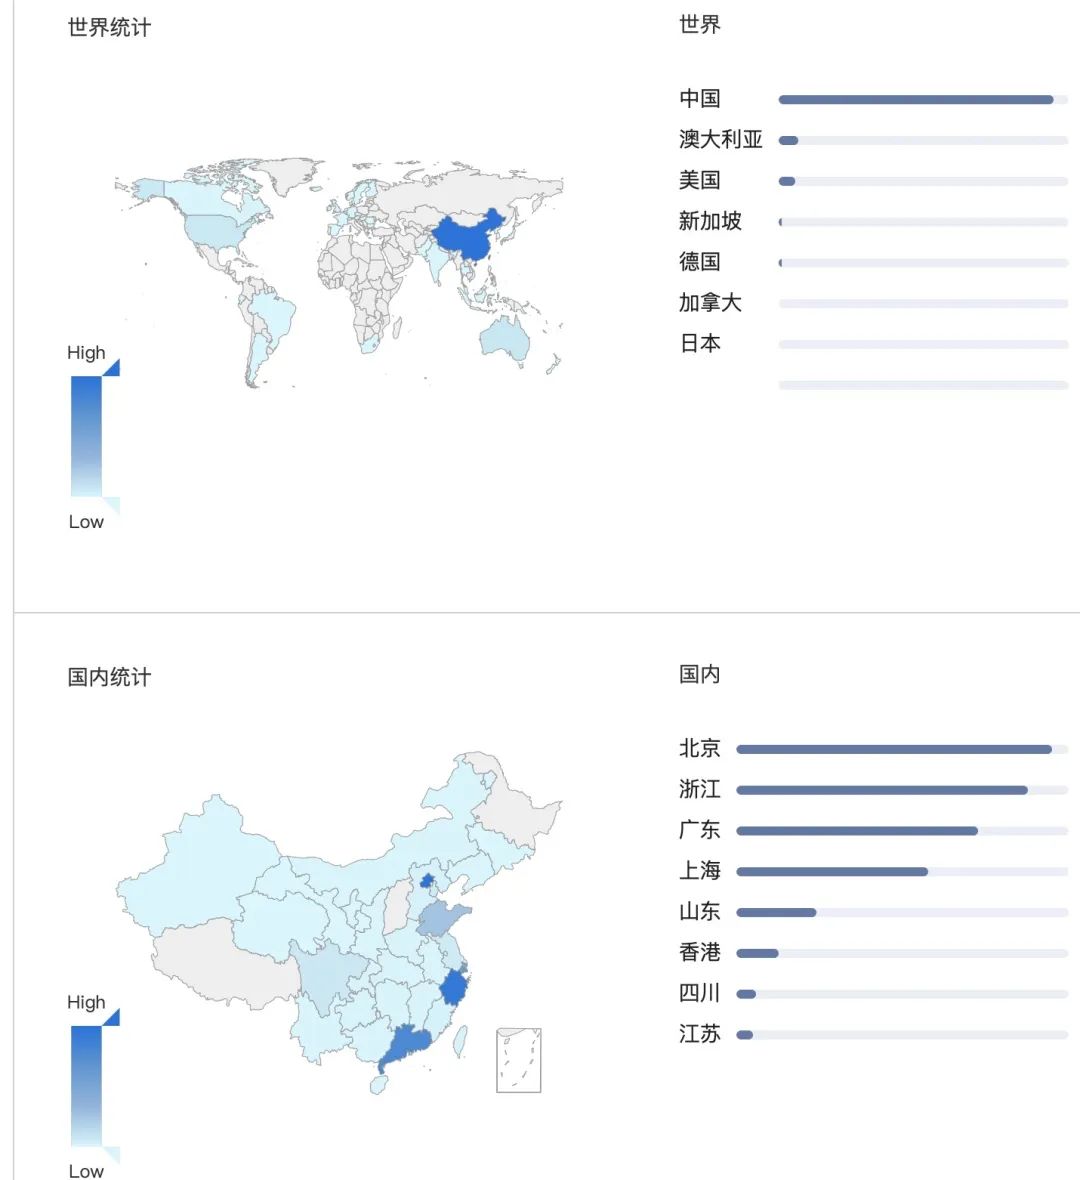 世界统计
世界
中国
澳大利亚
美国
新加坡
德国
加拿大
日本
High
Low
国内统计
国内
北京
浙江
广东
上海
山东
香港
四川
江苏
High
Low